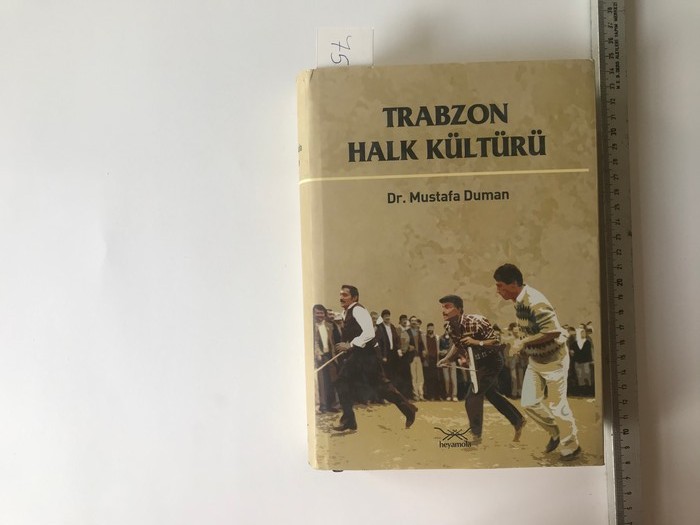 75
TRABZON
HALK KÜLTÜRÜ
Dr. Mustafa Duman
heyamola